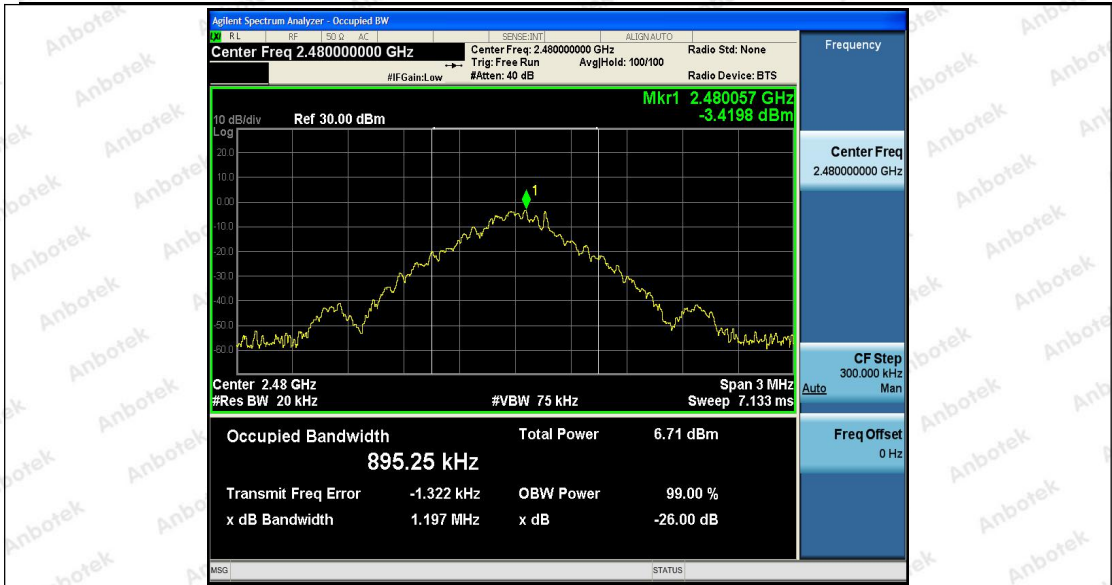 Agilent Spectrum Analyzer - Occupied BW
LXI RL RF 50 Ω AC SENSE:INT ALIGN AUTO
Center Freq 2.480000000 GHz
Center Freq: 2.480000000 GHz Radio Std: None
Trig: Free Run Avg|Hold: 100/100
#IFGain:Low #Atten: 40 dB Radio Device: BTS
Mkr1 2.480057 GHz
-3.4198 dBm
10 dB/div Ref 30.00 dBm
Log
20.0
10.0
0.00
-10.0
-20.0
-30.0
-40.0
-50.0
-60.0
1
Center 2.48 GHz Span 3 MHz
#Res BW 20 kHz #VBW 75 kHz Sweep 7.133 ms
Occupied Bandwidth Total Power 6.71 dBm
895.25 kHz
Transmit Freq Error -1.322 kHz OBW Power 99.00 %
x dB Bandwidth 1.197 MHz x dB -26.00 dB
MSG STATUS
Frequency
Center Freq
2.480000000 GHz
CF Step
300.000 kHz
Auto Man
Freq Offset
0 Hz
Anbotek